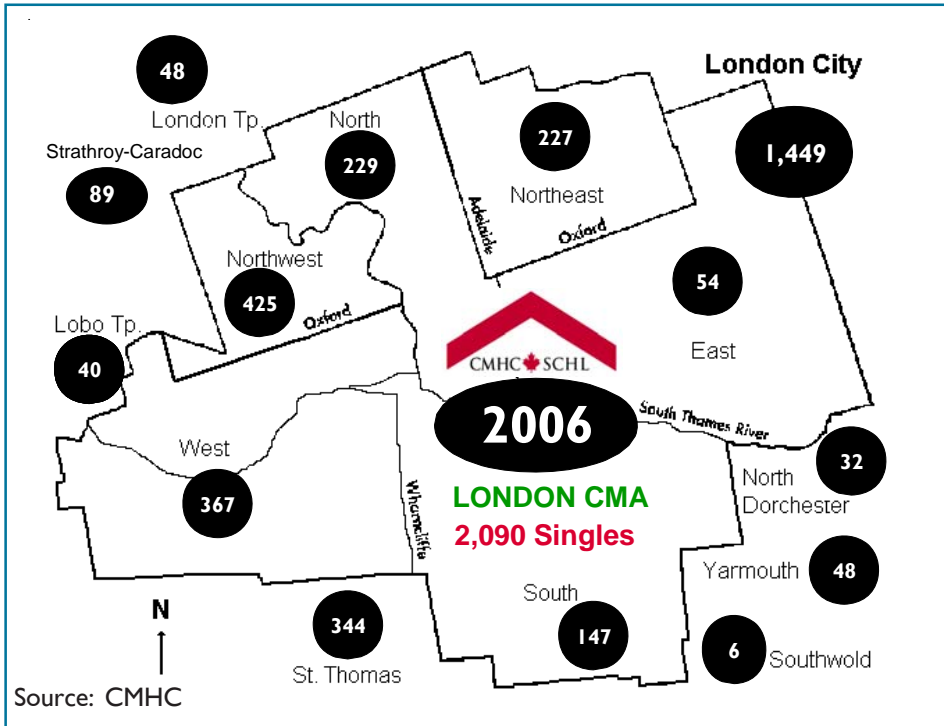 London City
48
London Tp.
North
229
227
Northeast
1,449
Strathroy-Caradoc
89
Adelaide
Oxford
Northwest
425
Oxford
54
East
Lobo Tp.
40
CMHC SCHL
2006
LONDON CMA
2,090 Singles
South Thames River
West
367
Wharncliffe
32
North
Dorchester
Yarmouth
48
South
147
344
St. Thomas
6
Southwold
N
Source: CMHC